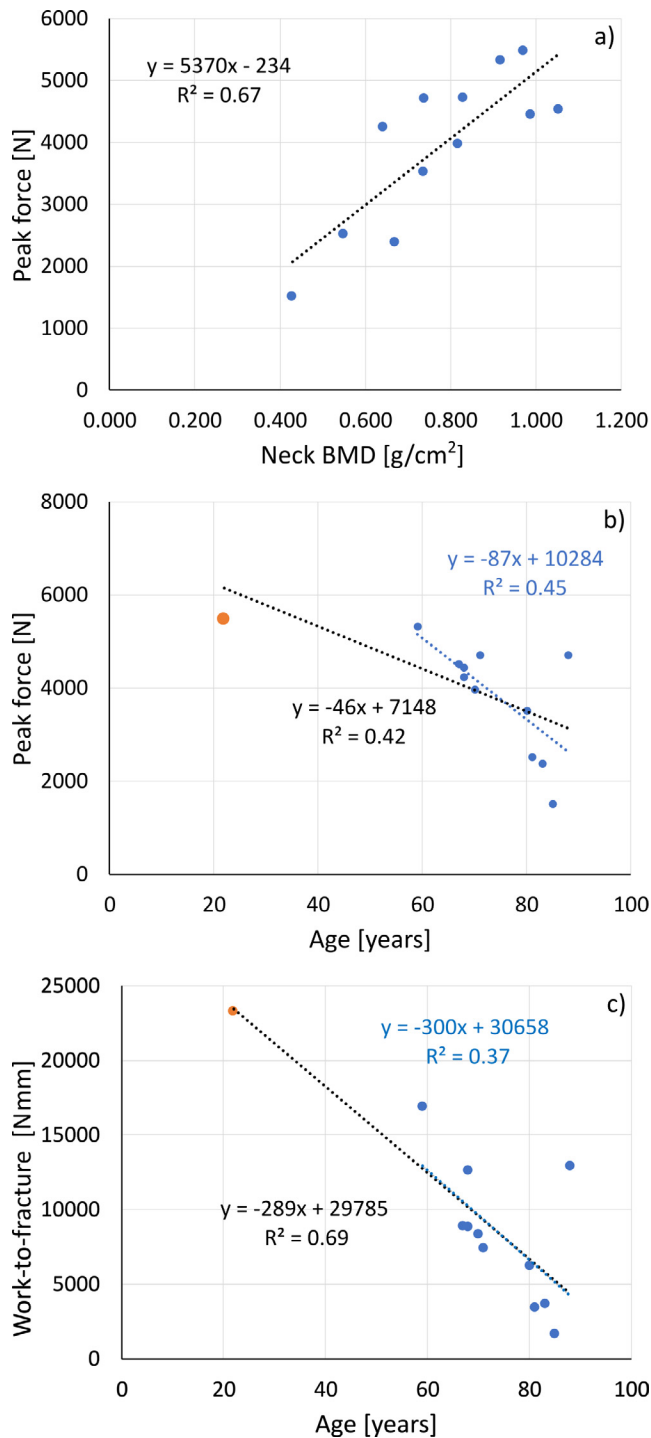 a)
6000
5000
4000
3000
2000
1000
0
Peak force [N]
y = 5370x - 234
R² = 0.67
0.000 0.200 0.400 0.600 0.800 1.000 1.200
Neck BMD [g/cm²]
b)
8000
6000
4000
2000
0
Peak force [N]
y = -87x + 10284
R² = 0.45
y = -46x + 7148
R² = 0.42
0 20 40 60 80 100
Age [years]
c)
25000
20000
15000
10000
5000
0
Work-to-fracture [Nmm]
y = -300x + 30658
R² = 0.37
y = -289x + 29785
R² = 0.69
0 20 40 60 80 100
Age [years]